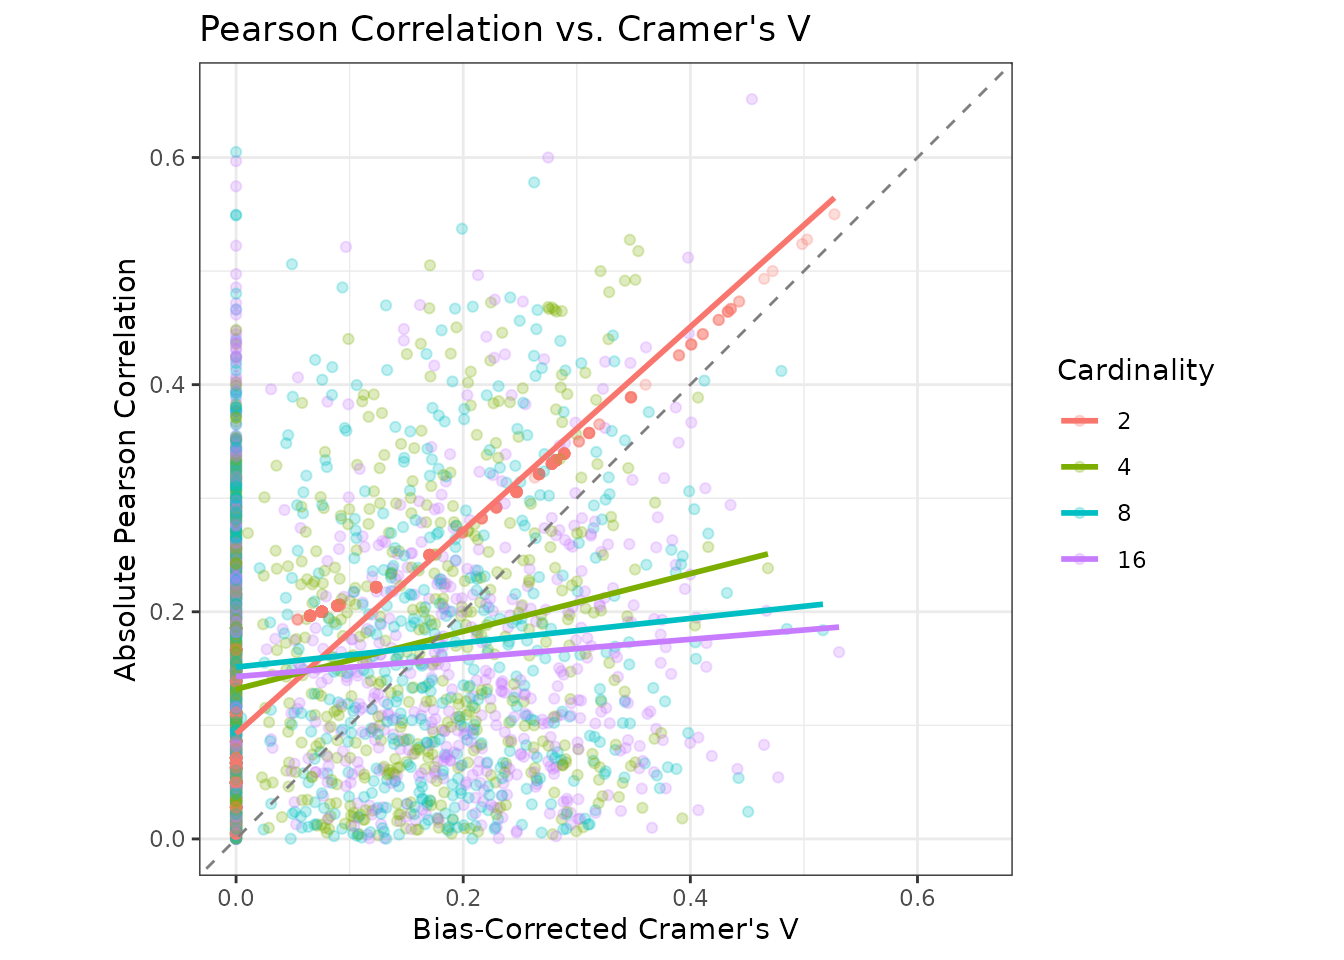 Pearson Correlation vs. Cramer's V
Absolute Pearson Correlation
0.6
0.4
0.2
0.0
0.0 0.2 0.4 0.6
Bias-Corrected Cramer's V
Cardinality
2
4
8
16